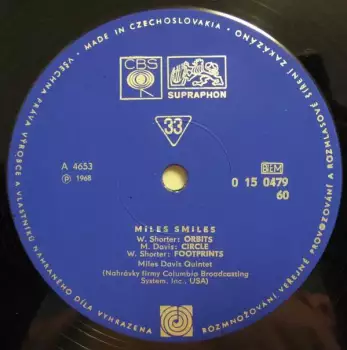 MADE IN CZECHOSLOVAKIA • VŠECHNA PRÁVA VÝROBCE A VLASTNÍKŮ NAHRANÉHO DÍLA VYHRAZENA • ROZMNOŽOVÁNÍ VEŘEJNÉ PROVOZOVÁNÍ A ROZHLASOVÉ ŠÍŘENÍ ZAKÁZÁNO •
CBS
SUPRAPHON
33
A 4653
℗ 1968
BIEM
0 15 0479
60
MILES SMILES
W. Shorter: ORBITS
M. Davis: CIRCLE
W. Shorter: FOOTPRINTS
Miles Davis Quintet
(Nahrávky firmy Columbia Broadcasting
System, Inc., USA)